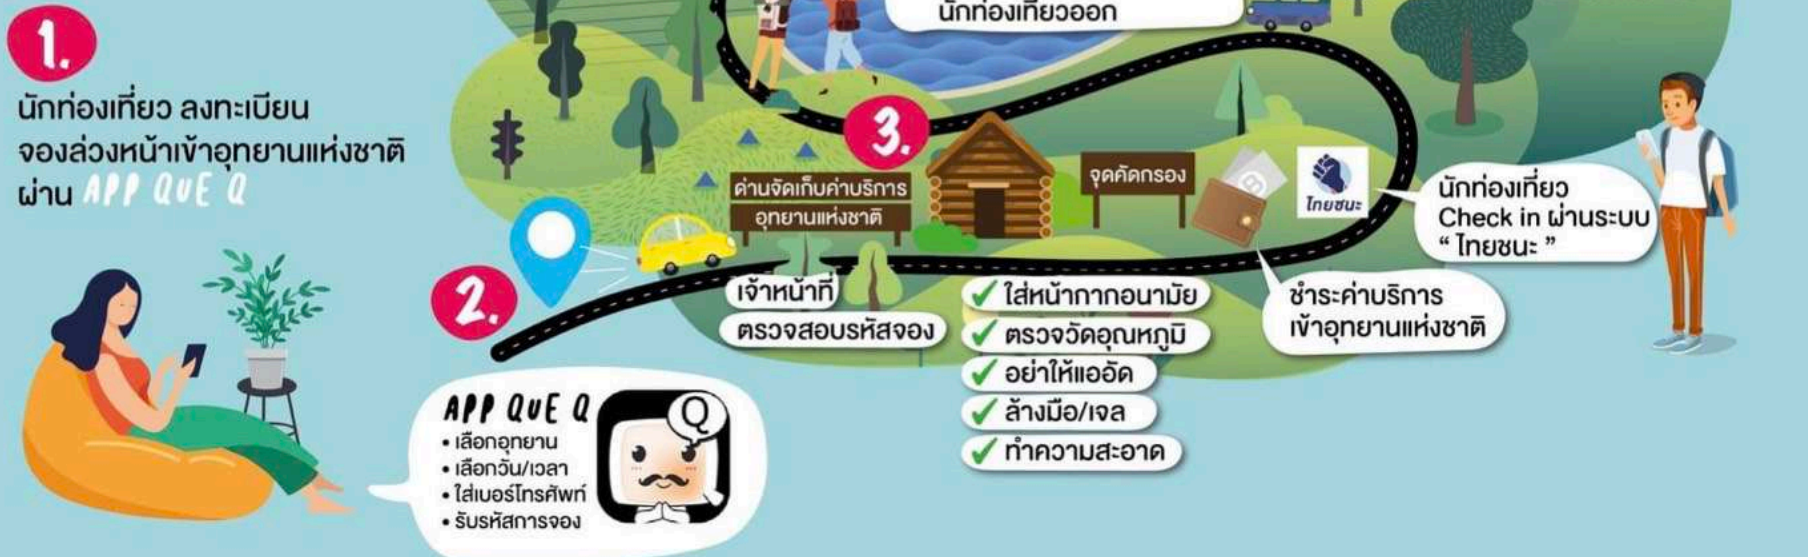 1.
นักท่องเที่ยว ลงทะเบียน
จองล่วงหน้าเข้าอุทยานแห่งชาติ
ผ่าน APP QUE Q
2.
APP QUE Q
• เลือกอุทยาน
• เลือกวัน/เวลา
• ใส่เบอร์โทรศัพท์
• รับรหัสการจอง
Q
นักท่องเที่ยวออก
3.
ด่านจัดเก็บค่าบริการ
อุทยานแห่งชาติ
เจ้าหน้าที่
ตรวจสอบรหัสจอง
จุดคัดกรอง
✓ ใส่หน้ากากอนามัย
✓ ตรวจวัดอุณหภูมิ
✓ อย่าให้แออัด
✓ ล้างมือ/เจล
✓ ทำความสะอาด
ชำระค่าบริการ
เข้าอุทยานแห่งชาติ
ไทยชนะ
นักท่องเที่ยว
Check in ผ่านระบบ
“ ไทยชนะ ”